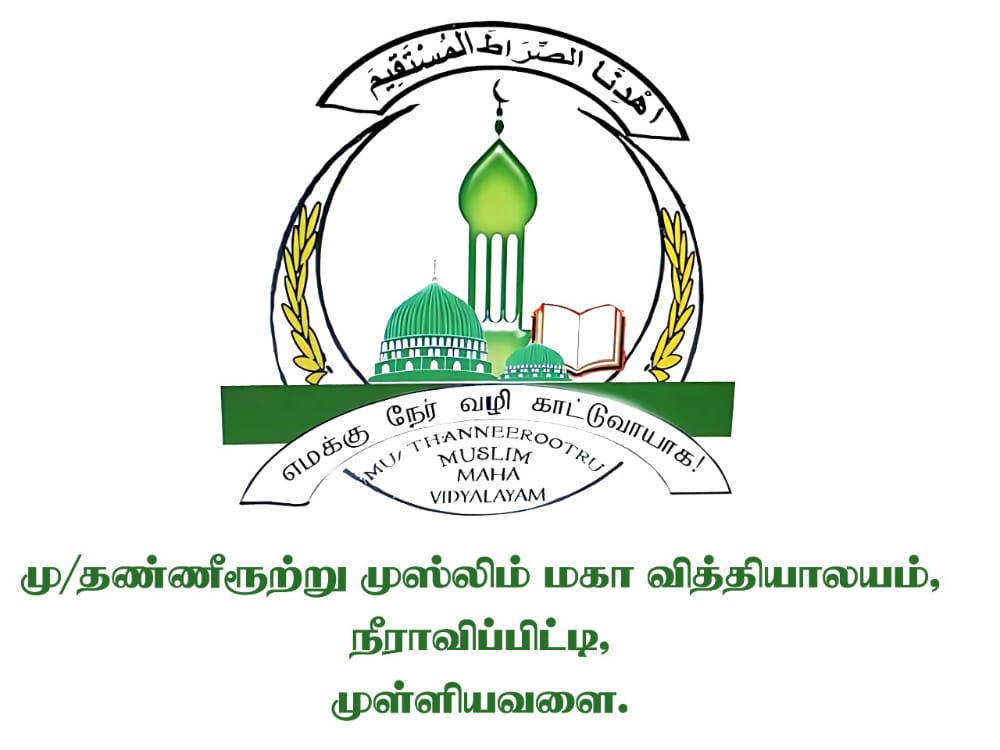 اهْدِنَا الصِّرَاطَ الْمُسْتَقِيمَ
எமக்கு நேர் வழி காட்டுவாயாக!
MU/ THANNEEROOTRU
MUSLIM
MAHA
VIDYALAYAM
மு/தண்ணீரூற்று முஸ்லிம் மகா வித்தியாலயம்,
நீராவிப்பிட்டி,
முள்ளியவளை.